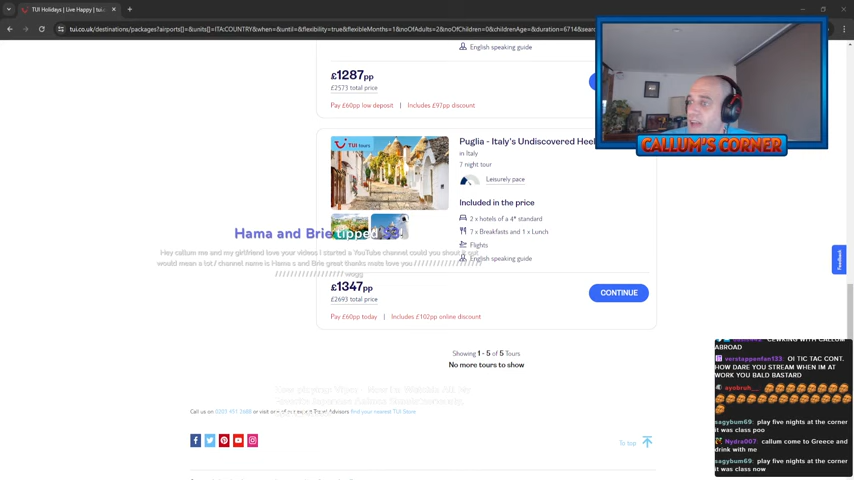 TUI Holidays | Live Happy | tui.c
tui.co.uk/destinations/packages?airports[]=&units[]=ITA:COUNTRY&when=&until=&flexibility=true&flexibleMonths=1&noOfAdults=2&noOfChildren=0&childrenAge=&duration=6714&sear
English speaking guide
£1287pp
£2573 total price
Pay £60pp low deposit | Includes £97pp discount
CALLUM'S CORNER
TUI tours
Puglia - Italy's Undiscovered Heel
in Italy
7 night tour
Leisurely pace
Included in the price
2 x hotels of a 4* standard
7 x Breakfasts and 1 x Lunch
Flights
English speaking guide
Hama and Brie tipped
Hey callum me and my girlfriend love your videos I started a YouTube channel could you shout it out
would mean a lot / channel name is Hama s and Brie great thanks mate love you
£1347pp
£2693 total price
CONTINUE
Pay £60pp today | Includes £102pp online discount
Feedback
Showing 1 - 5 of 5 Tours
No more tours to show
Call us on
or visit
find your nearest TUI Store
To top
CEWKING WITH CALLUM
ABROAD
verstappenfan133: OI TIC TAC CONT.
HOW DARE YOU STREAM WHEN IM AT
WORK YOU BALD BASTARD
ayobruh__:
sagybum69: play five nights at the corner
it was class poo
Nydra007: callum come to Greece and
drink with me
sagybum69: play five nights at the corner
it was class now